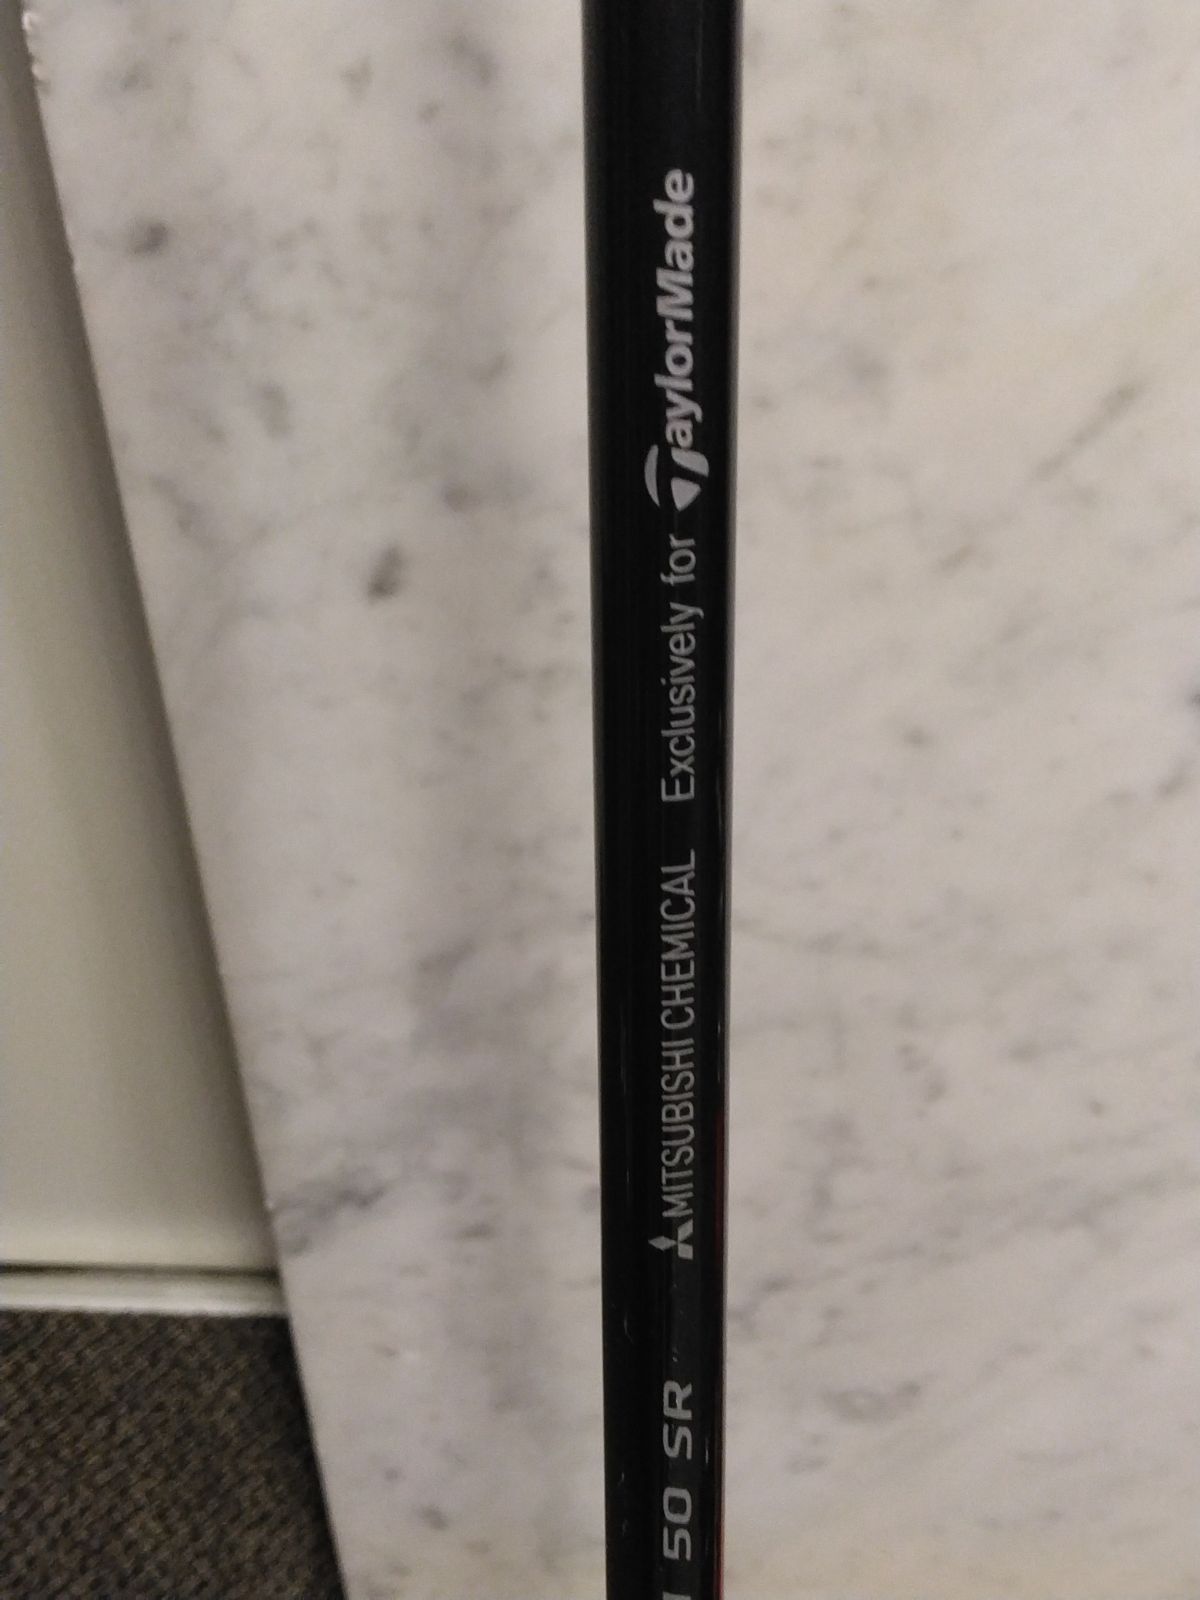 50 SR MITSUBISHI CHEMICAL Exclusively for TaylorMade